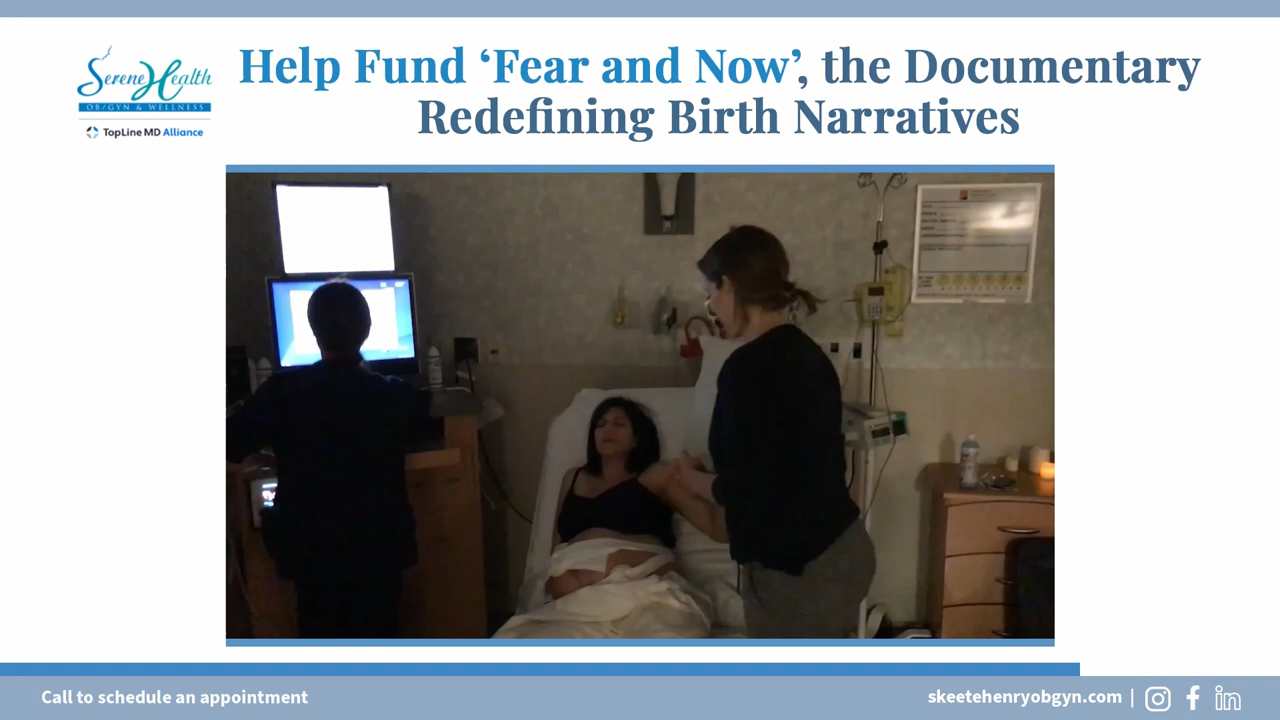 Serene Health
OB/GYN & WELLNESS
TopLine MD Alliance
Help Fund ‘Fear and Now’, the Documentary
Redefining Birth Narratives
Call to schedule an appointment
skeetehenryobgyn.com |